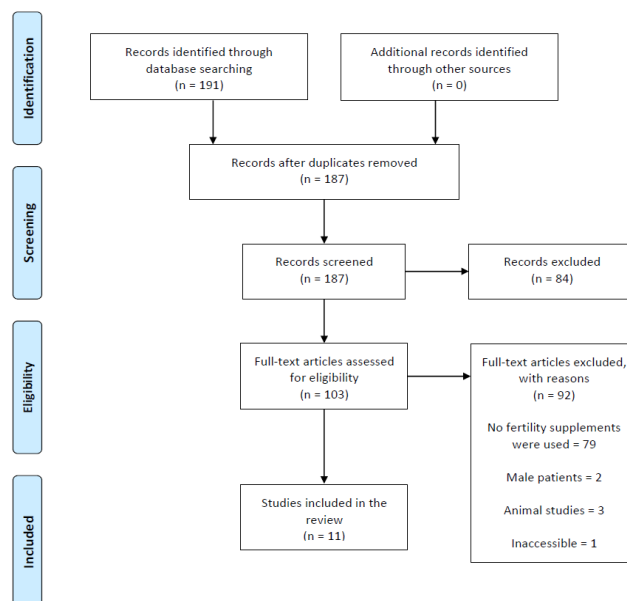 Identification
Records identified through
database searching
(n = 191)
Additional records identified
through other sources
(n = 0)
Records after duplicates removed
(n = 187)
Screening
Records screened
(n = 187)
Records excluded
(n = 84)
Eligibility
Full-text articles assessed
for eligibility
(n = 103)
Full-text articles excluded,
with reasons
(n = 92)
No fertility supplements
were used = 79
Male patients = 2
Animal studies = 3
Inaccessible = 1
Included
Studies included in the
review
(n = 11)